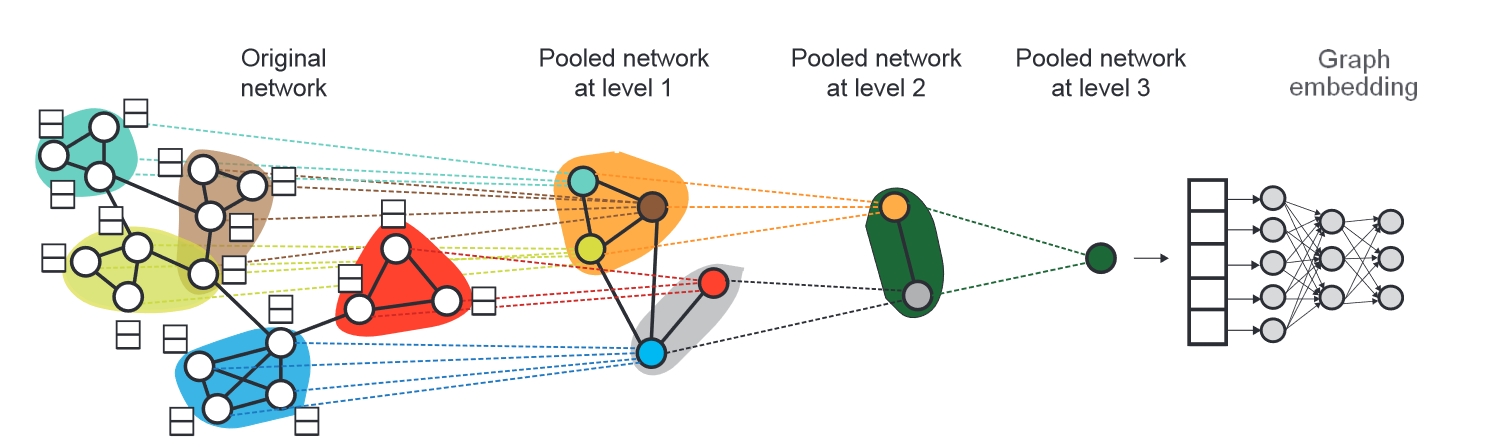 Original
network
Pooled network
at level 1
Pooled network
at level 2
Pooled network
at level 3
Graph
embedding